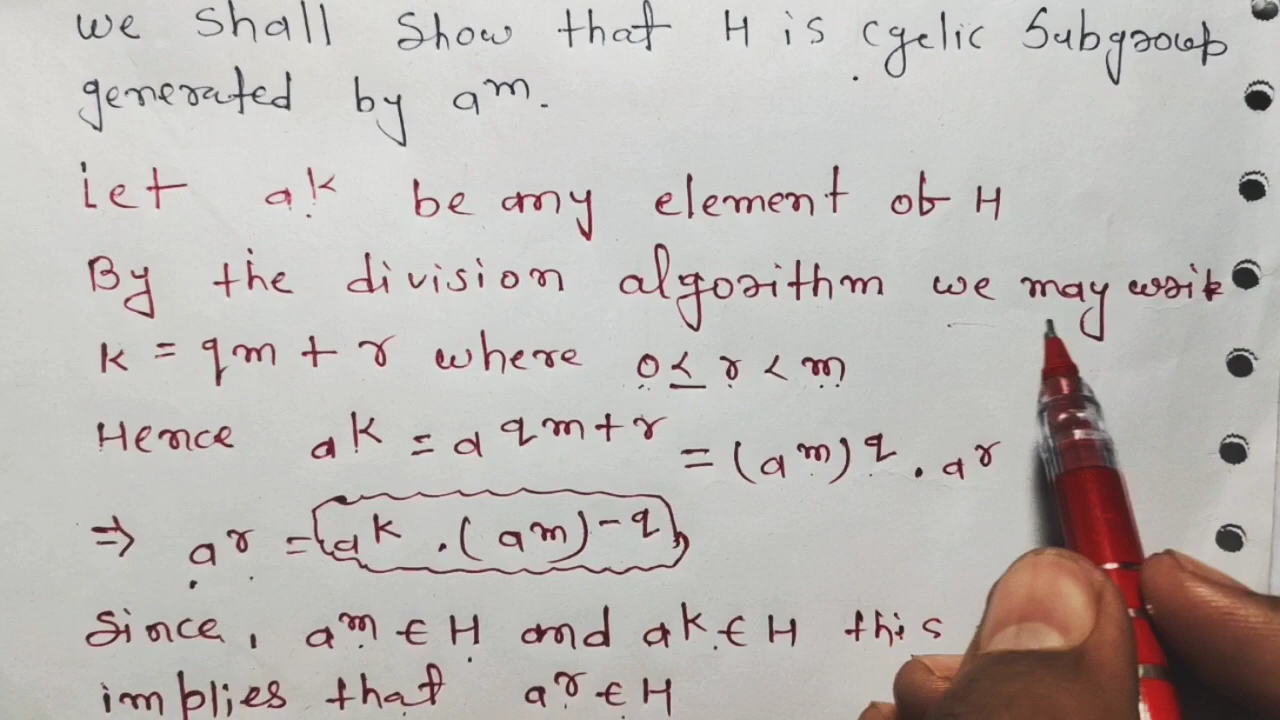 we shall show that H is cyclic Subgroup
generated by a^m.
Let a^k be any element of H
By the division algorithm we may write
k = qm + r where 0 ≤ r < m
Hence a^k = a^{qm+r} = (a^m)^q . a^r
⇒ a^r = a^k . (a^m)^{-q}
Since, a^m ∈ H and a^k ∈ H this
implies that a^r ∈ H